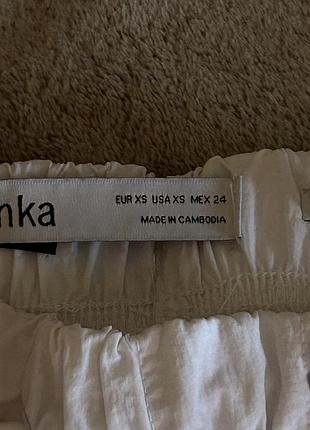 nka
EUR XS USA XS MEX 24
MADE IN CAMBODIA